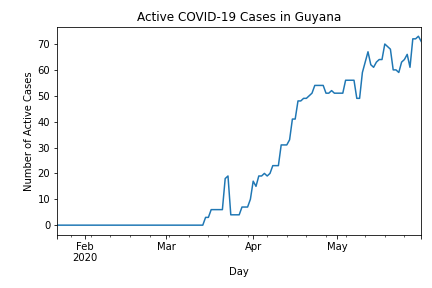 Active COVID-19 Cases in Guyana
Number of Active Cases
70
60
50
40
30
20
10
0
Feb
2020
Mar
Apr
May
Day